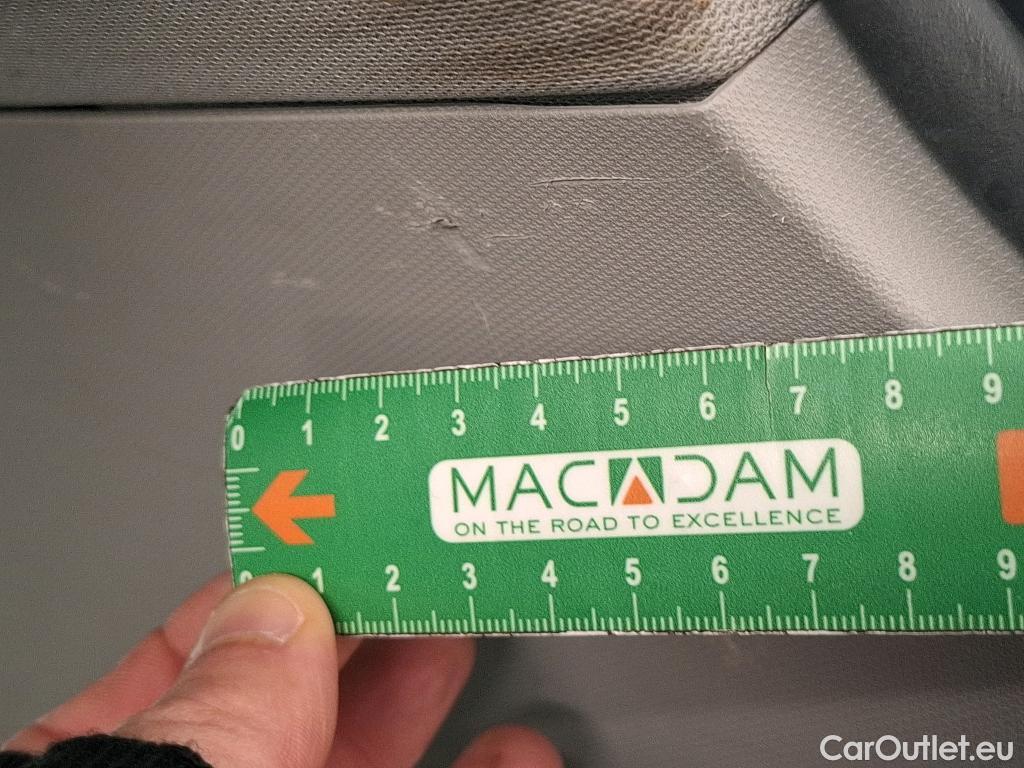 0 1 2 3 4 5 6 7 8 9
MACADAM
ON THE ROAD TO EXCELLENCE
0 1 2 3 4 5 6 7 8 9
CarOutlet.eu